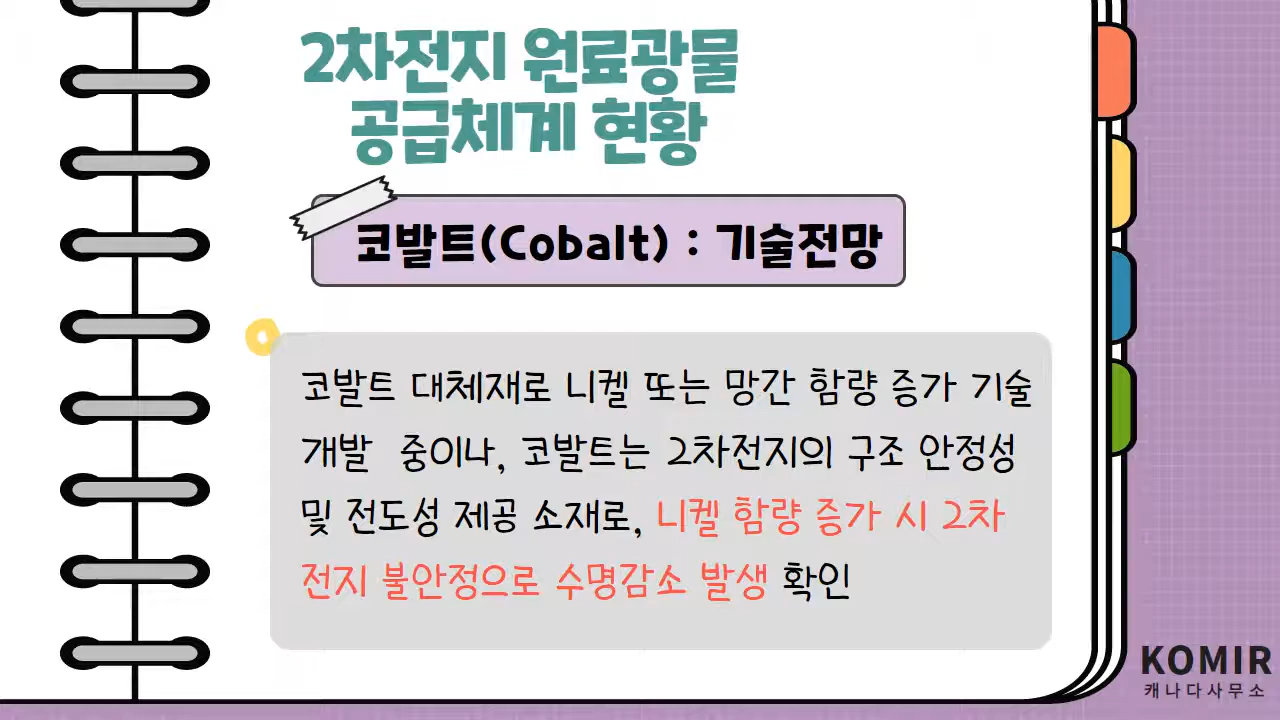 2차전지 원료광물
공급체계 현황
코발트(Cobalt) : 기술전망
코발트 대체재로 니켈 또는 망간 함량 증가 기술
개발 중이나, 코발트는 2차전지의 구조 안정성
및 전도성 제공 소재로, 니켈 함량 증가 시 2차
전지 불안정으로 수명감소 발생 확인
KOMIR
캐나다사무소